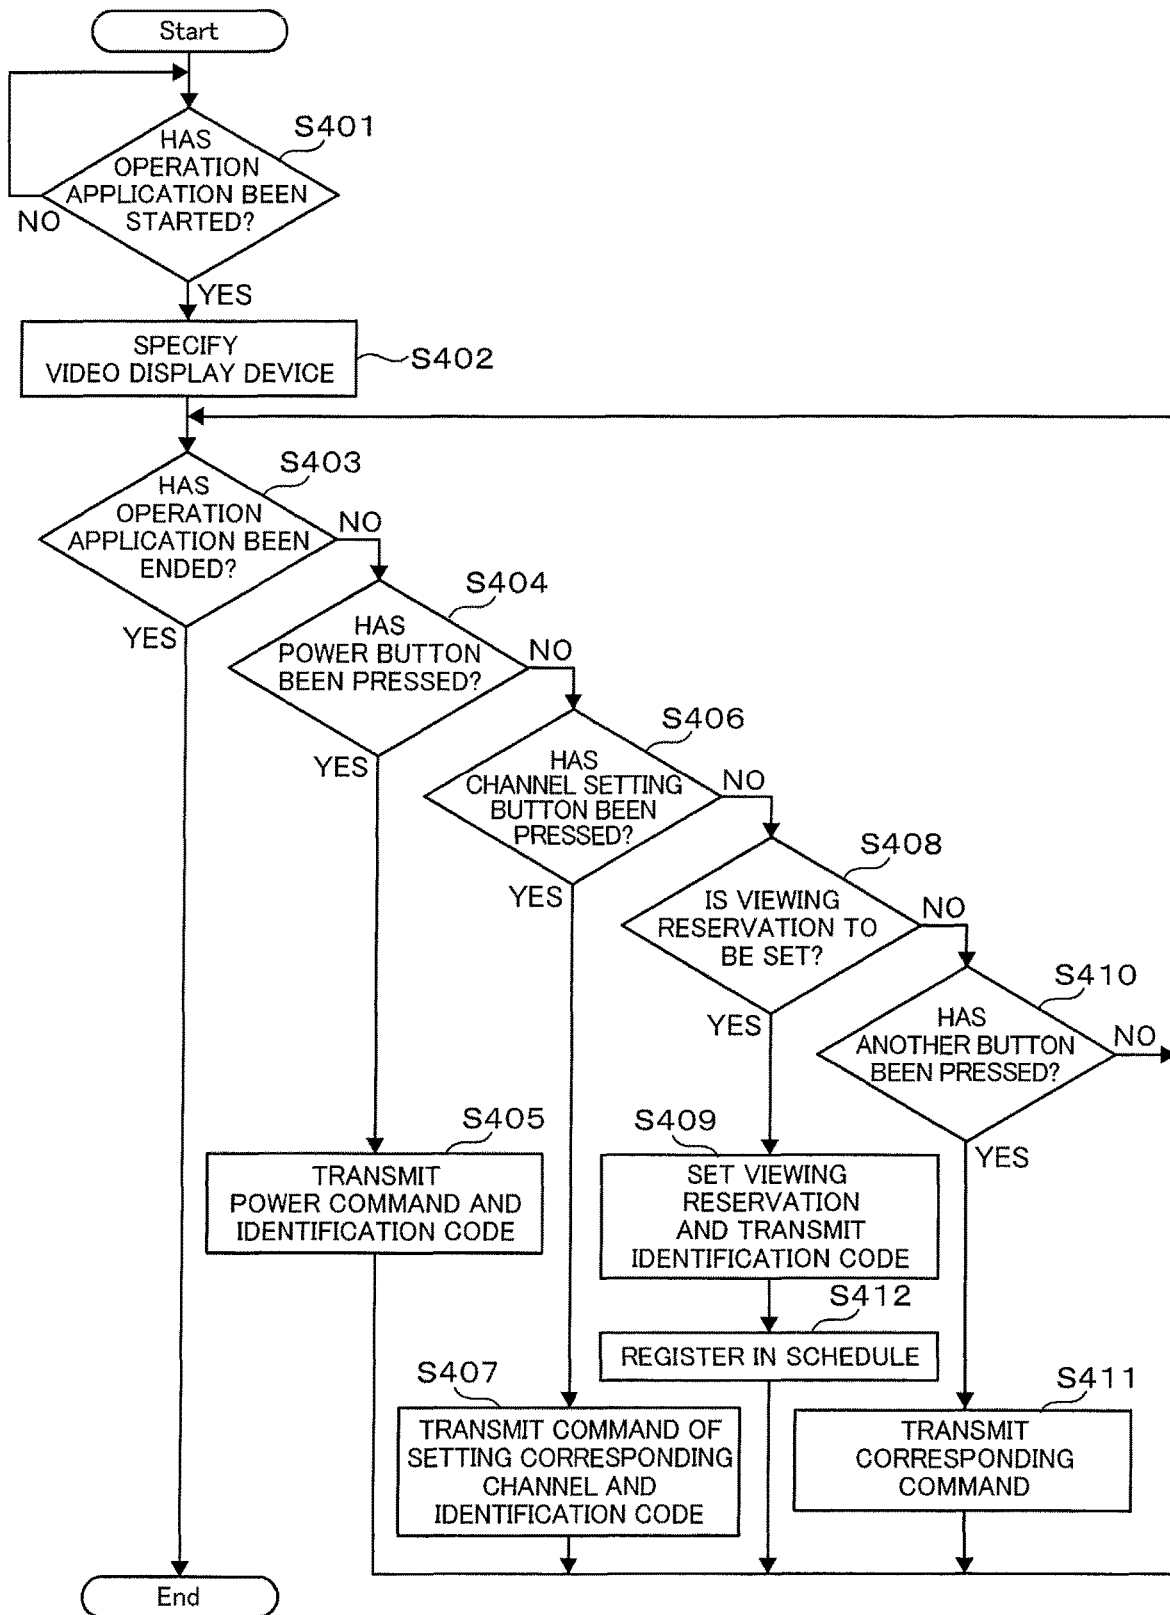 Start
S401
HAS
OPERATION
APPLICATION BEEN
STARTED?
NO
YES
SPECIFY
VIDEO DISPLAY DEVICE
S402
S403
HAS
OPERATION
APPLICATION BEEN
ENDED?
NO
YES
S404
HAS
POWER BUTTON
BEEN PRESSED?
NO
YES
S406
HAS
CHANNEL SETTING
BUTTON BEEN
PRESSED?
NO
YES
S408
IS VIEWING
RESERVATION TO
BE SET?
NO
YES
S410
HAS
ANOTHER BUTTON
BEEN PRESSED?
NO
YES
S405
TRANSMIT
POWER COMMAND AND
IDENTIFICATION CODE
S409
SET VIEWING
RESERVATION
AND TRANSMIT
IDENTIFICATION CODE
S412
REGISTER IN SCHEDULE
S407
TRANSMIT COMMAND OF
SETTING CORRESPONDING
CHANNEL AND
IDENTIFICATION CODE
S411
TRANSMIT
CORRESPONDING
COMMAND
End